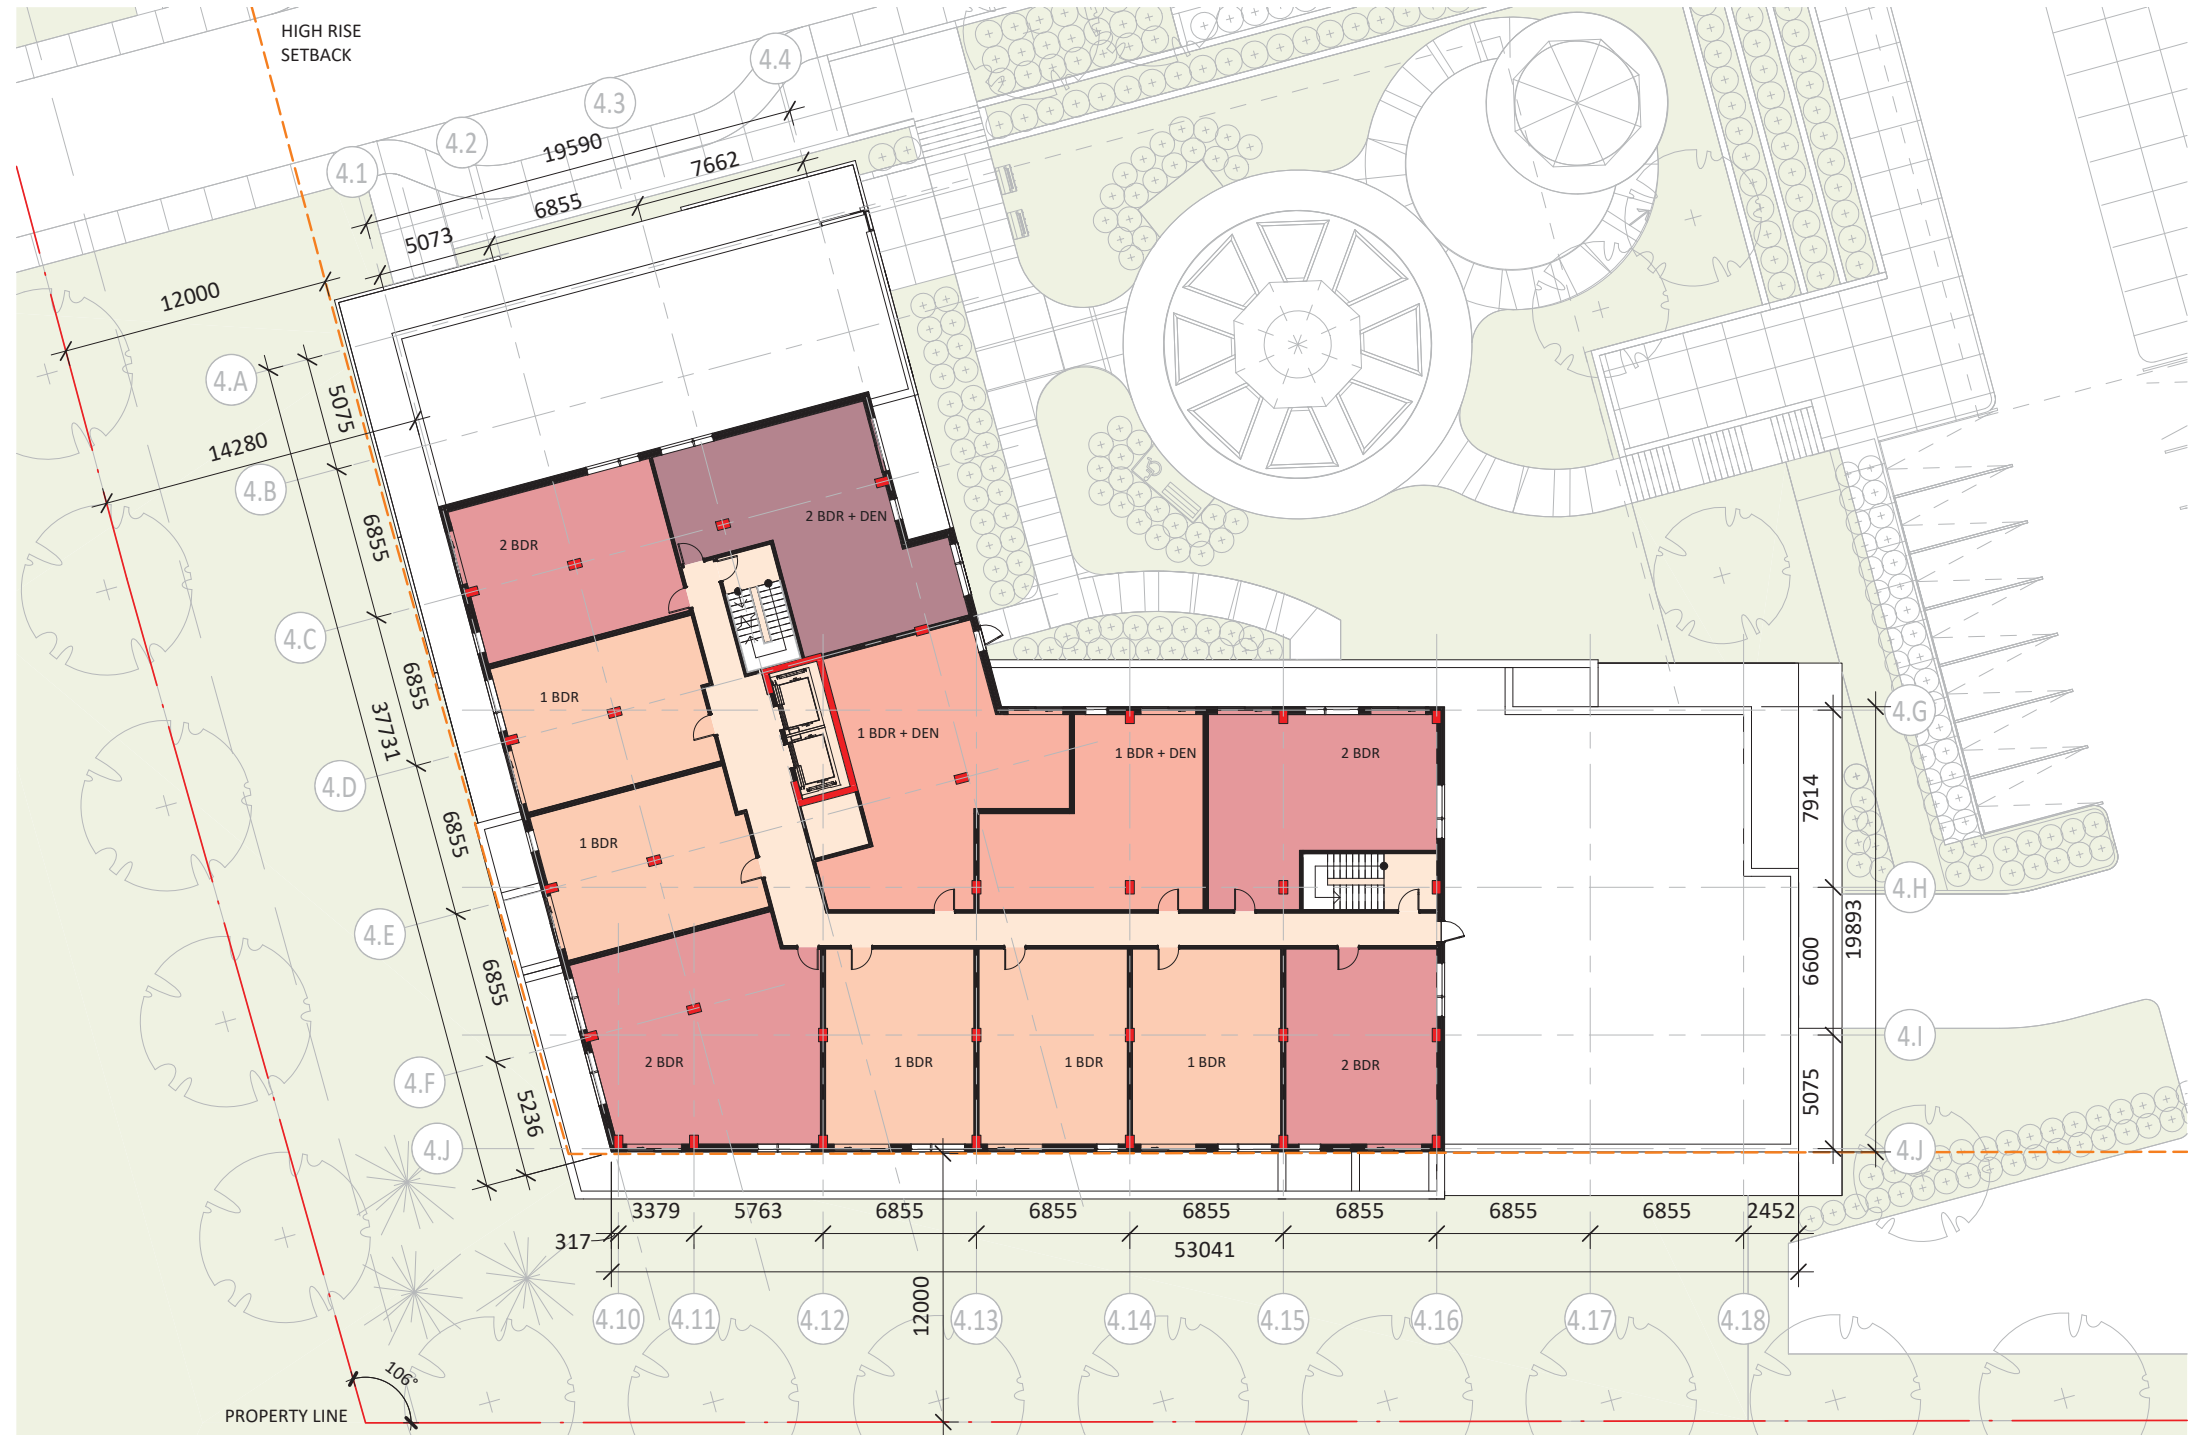 HIGH RISE
SETBACK
4.4
4.3
4.2
4.1
19590
7662
6855
5073
12000
4.A
5075
14280
4.B
6855
2 BDR
2 BDR + DEN
4.C
6855
37731
1 BDR
1 BDR + DEN
1 BDR + DEN
2 BDR
4.G
4.D
7914
6855
1 BDR
4.H
4.E
19893
6600
6855
4.I
2 BDR
1 BDR
1 BDR
1 BDR
2 BDR
4.F
5075
5236
4.J
4.J
3379
5763
6855
6855
6855
6855
6855
6855
2452
317
53041
12000
4.10
4.11
4.12
4.13
4.14
4.15
4.16
4.17
4.18
106°
PROPERTY LINE